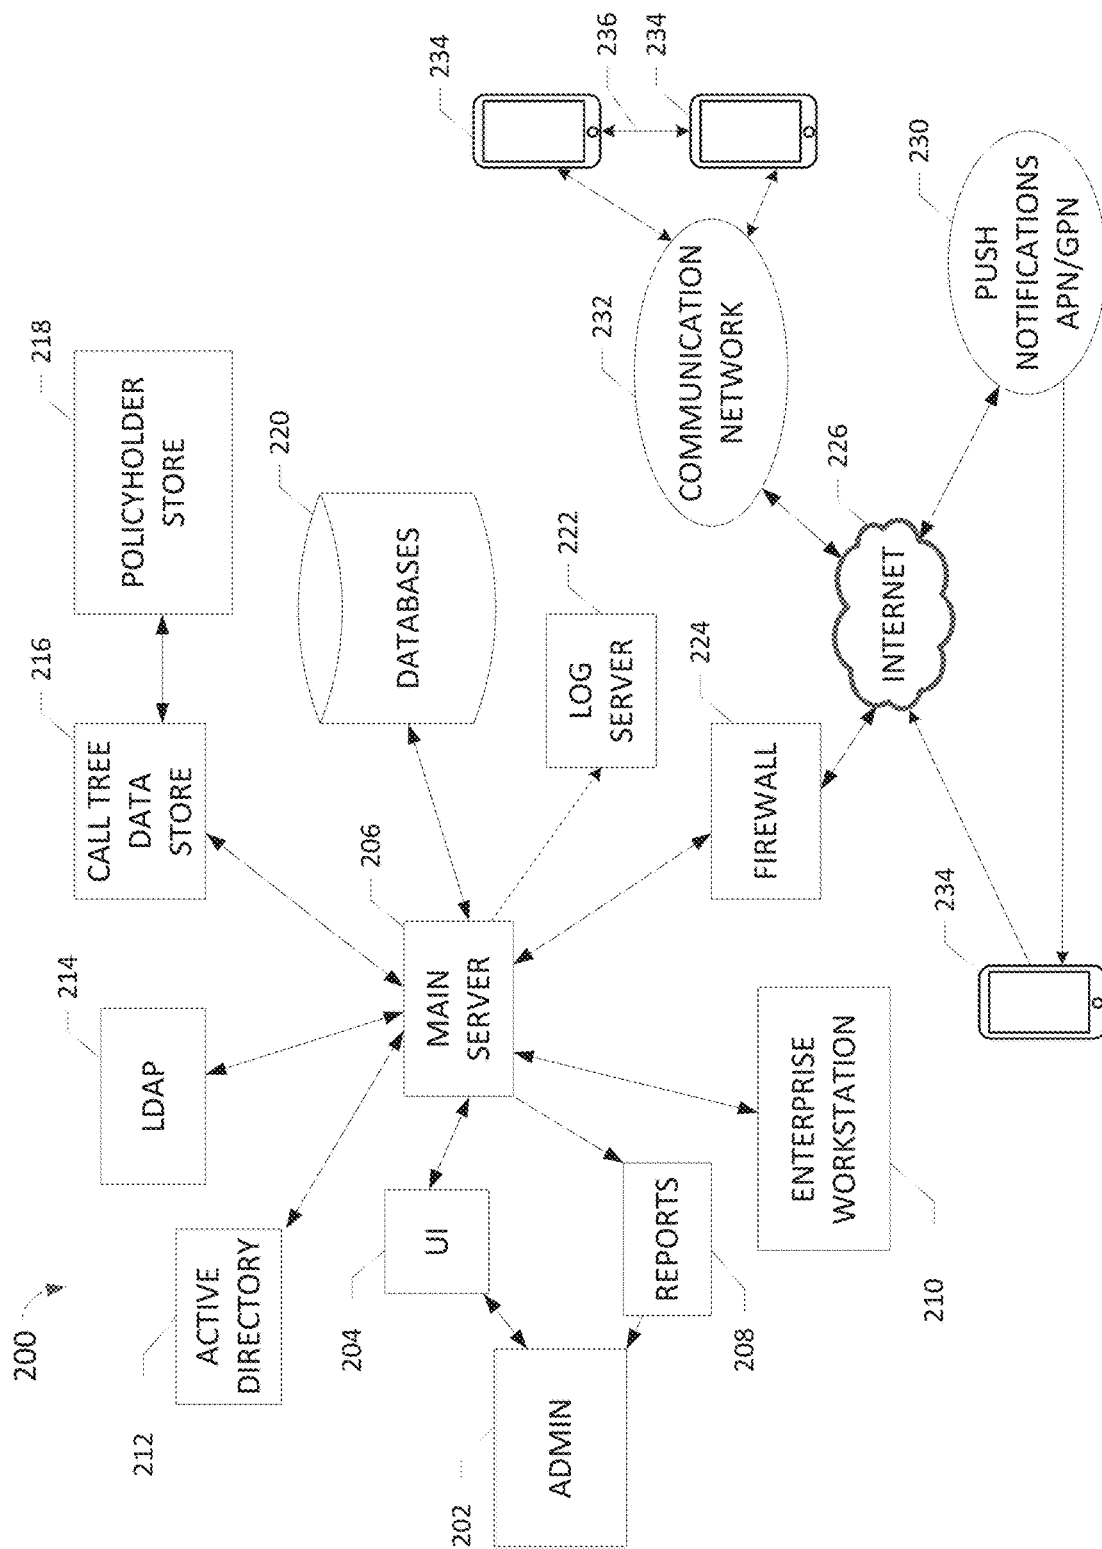 200
212
ACTIVE
DIRECTORY
214
LDAP
216
CALL TREE
DATA
STORE
218
POLICYHOLDER
STORE
204
UI
206
MAIN
SERVER
220
DATABASES
202
ADMIN
208
REPORTS
222
LOG
SERVER
210
ENTERPRISE
WORKSTATION
224
FIREWALL
226
INTERNET
232
COMMUNICATION
NETWORK
234
236
234
234
230
PUSH
NOTIFICATIONS
APN/GPN